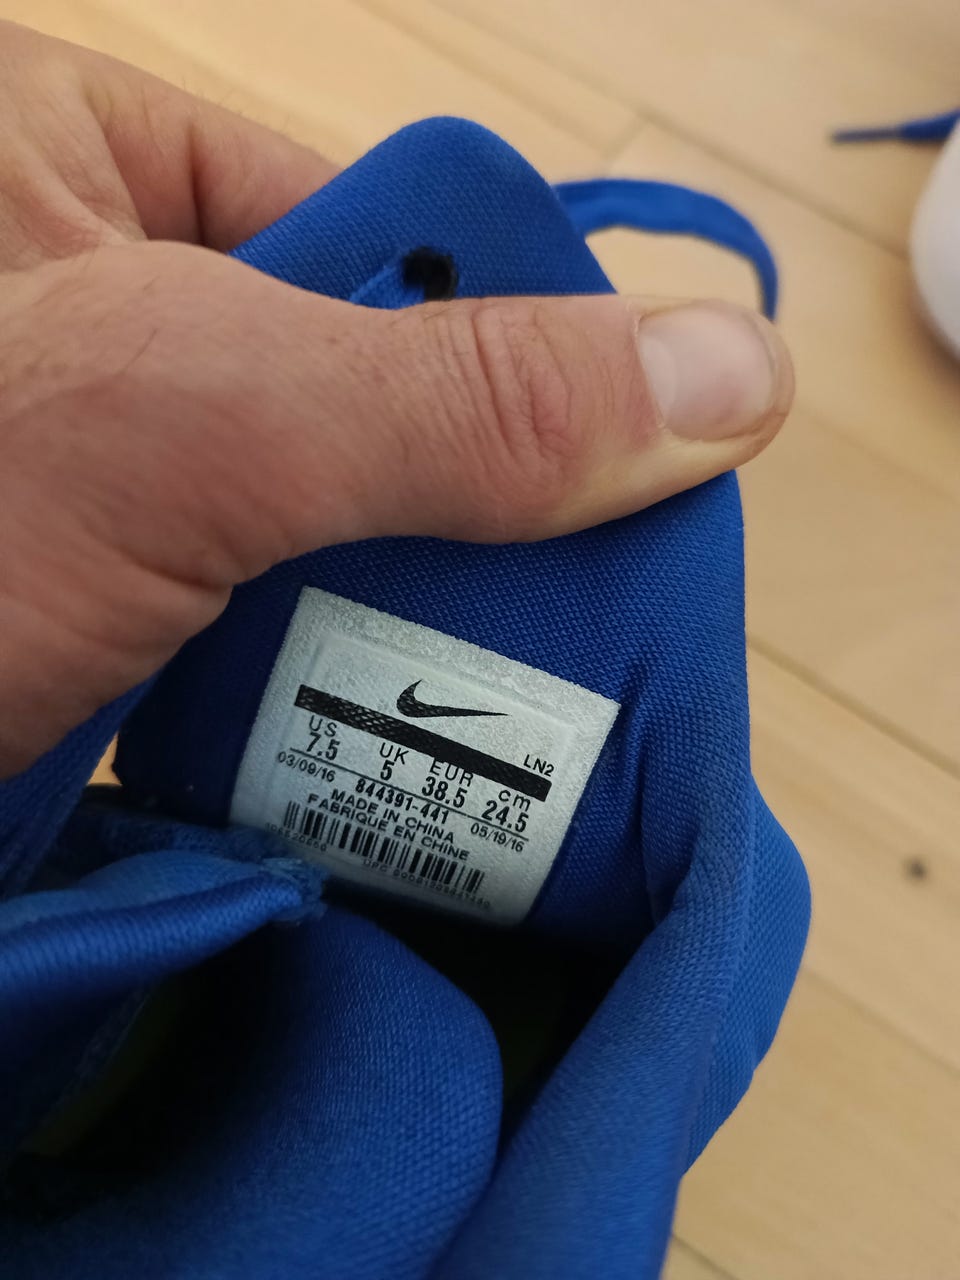 LN2
US UK EUR cm
7.5 5 38.5 24.5
03/09/16 844391-441 05/19/16
MADE IN CHINA
FABRIQUE EN CHINE
UPC